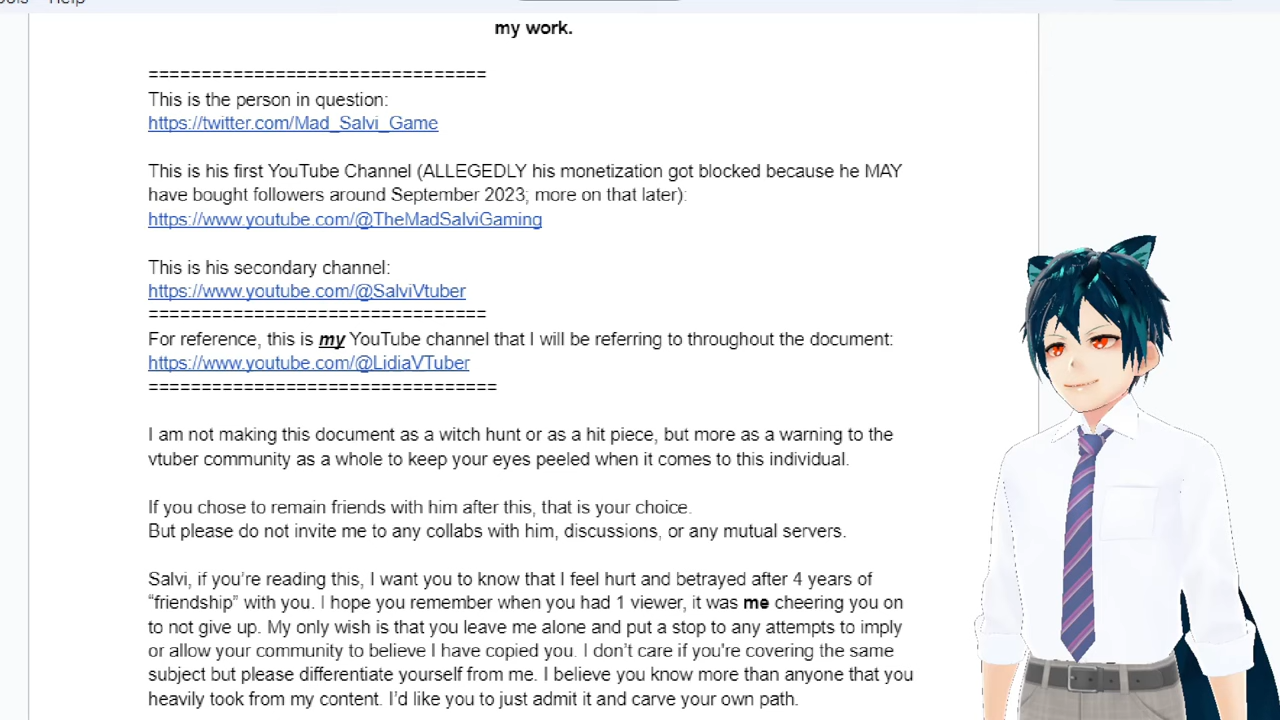 Help
my work.
================================
This is the person in question:
https://twitter.com/Mad_Salvi_Game
This is his first YouTube Channel (ALLEGEDLY his monetization got blocked because he MAY
have bought followers around September 2023; more on that later):
https://www.youtube.com/@TheMadSalviGaming
This is his secondary channel:
https://www.youtube.com/@SalviVtuber
================================
For reference, this is my YouTube channel that I will be referring to throughout the document:
https://www.youtube.com/@LidiaVTuber
=================================
I am not making this document as a witch hunt or as a hit piece, but more as a warning to the
vtuber community as a whole to keep your eyes peeled when it comes to this individual.
If you chose to remain friends with him after this, that is your choice.
But please do not invite me to any collabs with him, discussions, or any mutual servers.
Salvi, if you're reading this, I want you to know that I feel hurt and betrayed after 4 years of
“friendship” with you. I hope you remember when you had 1 viewer, it was me cheering you on
to not give up. My only wish is that you leave me alone and put a stop to any attempts to imply
or allow your community to believe I have copied you. I don’t care if you're covering the same
subject but please differentiate yourself from me. I believe you know more than anyone that you
heavily took from my content. I’d like you to just admit it and carve your own path.